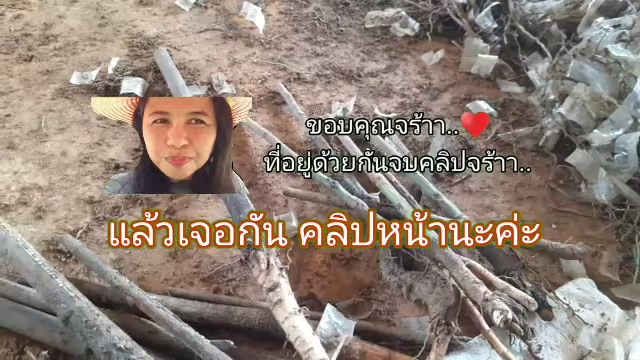 ขอบคุณจร้าา..❤️
ที่อยู่ด้วยกันจบคลิปจร้าา..
แล้วเจอกัน คลิปหน้านะค่ะ